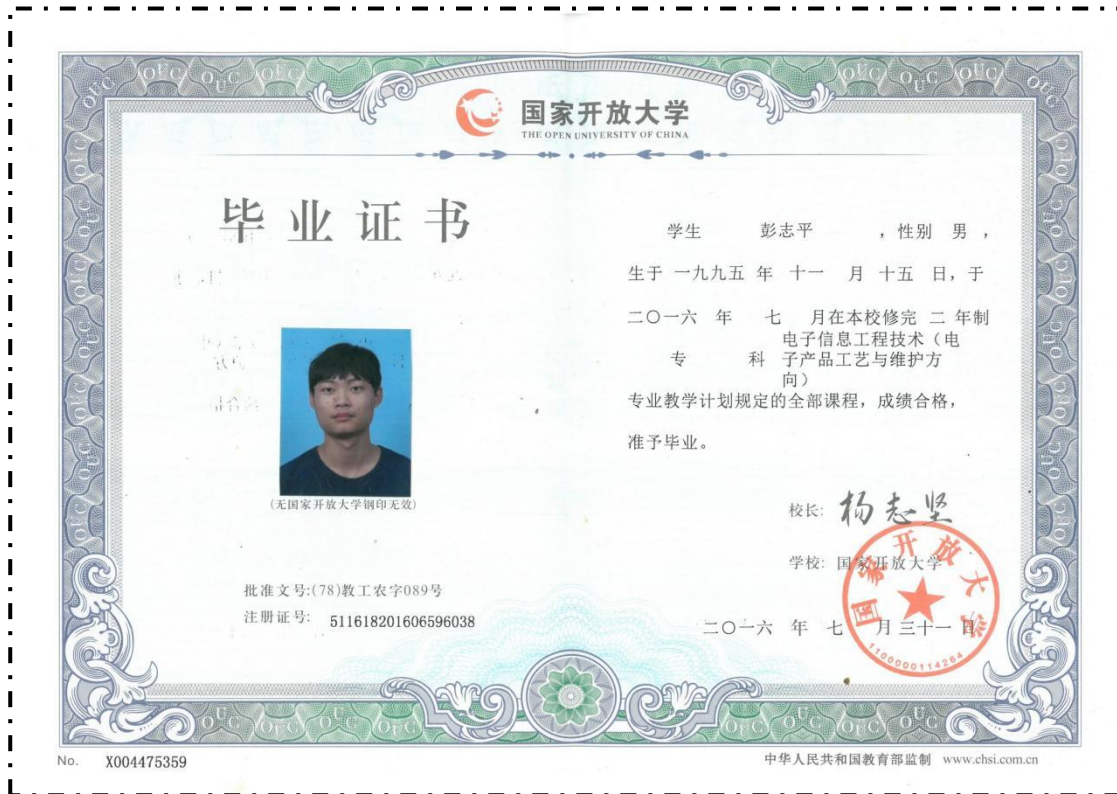 国家开放大学
THE OPEN UNIVERSITY OF CHINA
毕业证书
(无国家开放大学钢印无效)
批准文号:(78)教工农字089号
注册证号: 511618201606596038
学生 彭志平 ，性别 男 ，
生于 一九九五 年 十一 月 十五 日，于
二〇一六 年 七 月在本校修完 二 年制
专 科 电子信息工程技术（电
子产品工艺与维护方
向）
专业教学计划规定的全部课程，成绩合格，
准予毕业。
校长: 杨志坚
学校: 国家开放大学
二〇一六 年 七 月 三十一 日
国家开放大学
1100000114264
No. X004475359
中华人民共和国教育部监制 www.chsi.com.cn
OUC